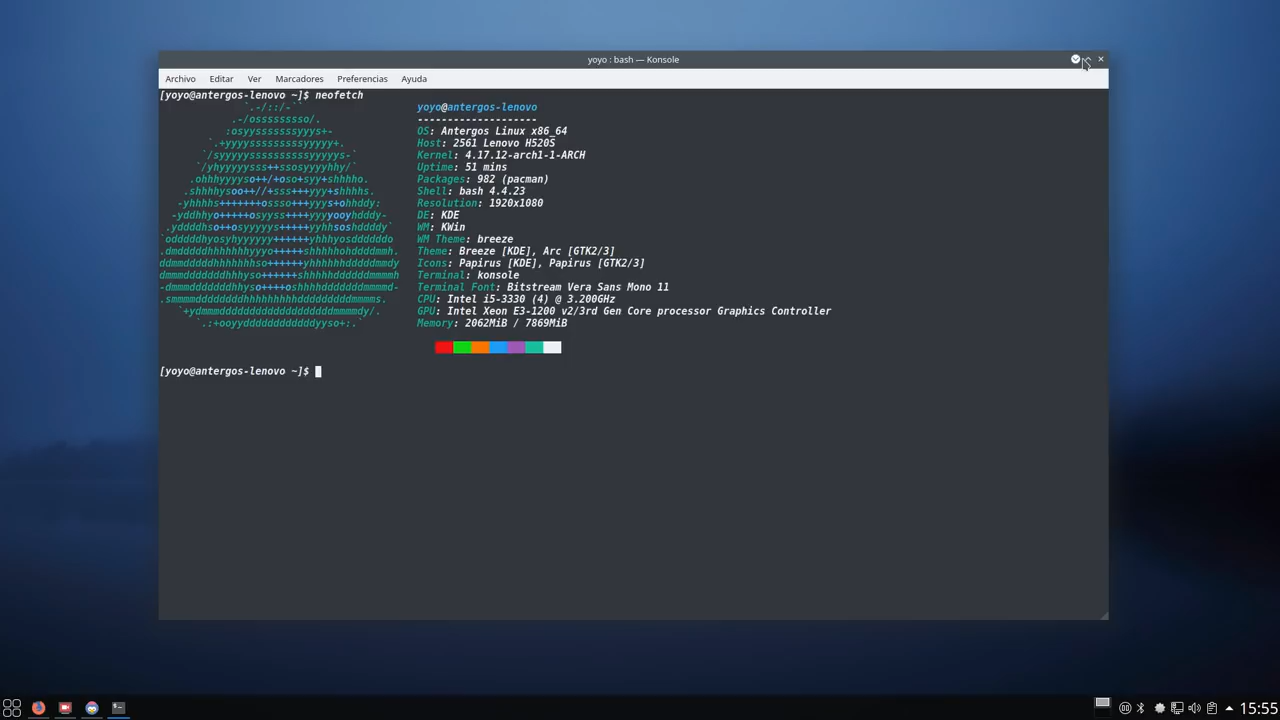 yoyo : bash — Konsole
Archivo Editar Ver Marcadores Preferencias Ayuda
[yoyo@antergos-lenovo ~]$ neofetch
yoyo@antergos-lenovo
--------------------
OS: Antergos Linux x86_64
Host: 2561 Lenovo H520S
Kernel: 4.17.12-arch1-1-ARCH
Uptime: 51 mins
Packages: 982 (pacman)
Shell: bash 4.4.23
Resolution: 1920x1080
DE: KDE
WM: KWin
WM Theme: breeze
Theme: Breeze [KDE], Arc [GTK2/3]
Icons: Papirus [KDE], Papirus [GTK2/3]
Terminal: konsole
Terminal Font: Bitstream Vera Sans Mono 11
CPU: Intel i5-3330 (4) @ 3.200GHz
GPU: Intel Xeon E3-1200 v2/3rd Gen Core processor Graphics Controller
Memory: 2062MiB / 7869MiB
[yoyo@antergos-lenovo ~]$
15:55